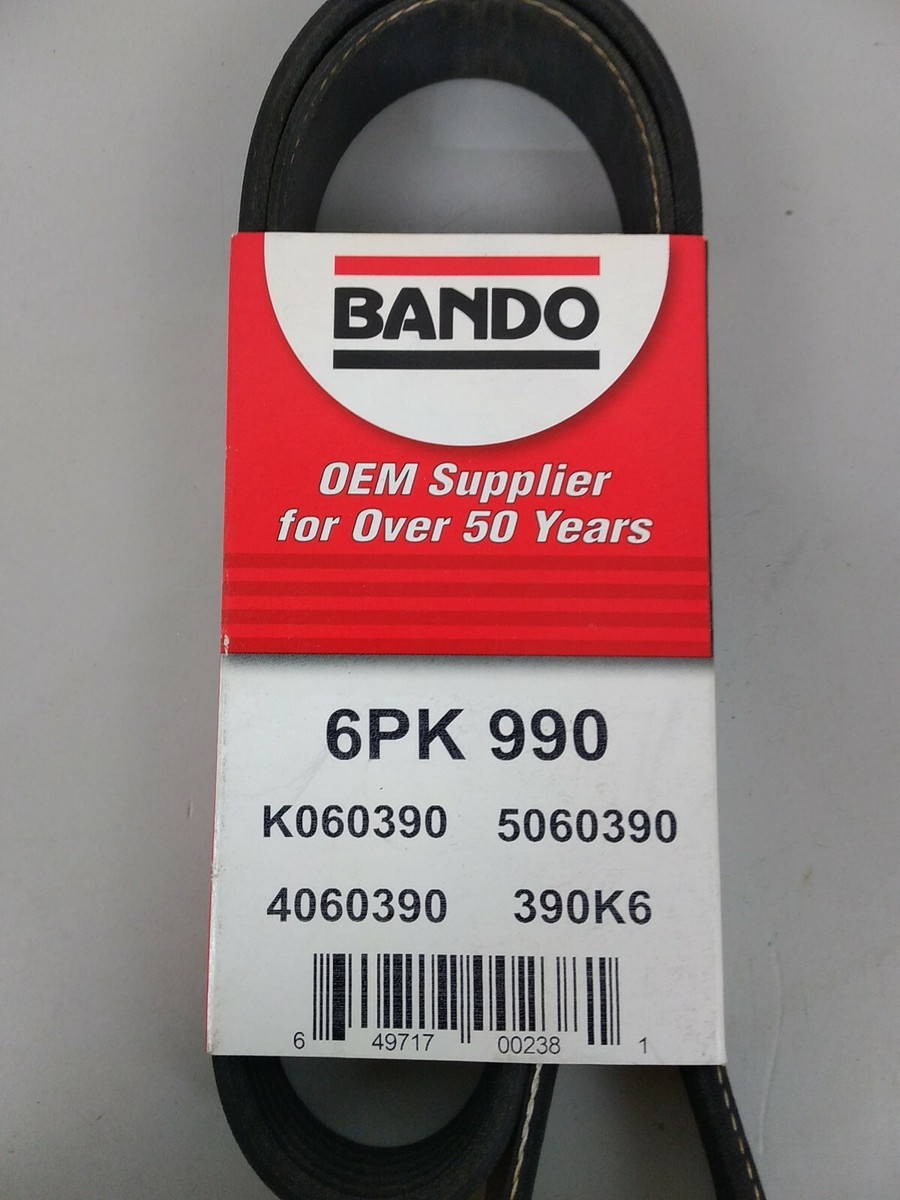 BANDO
OEM Supplier
for Over 50 Years
6PK 990
K060390 5060390
4060390 390K6
6 49717 00238 1